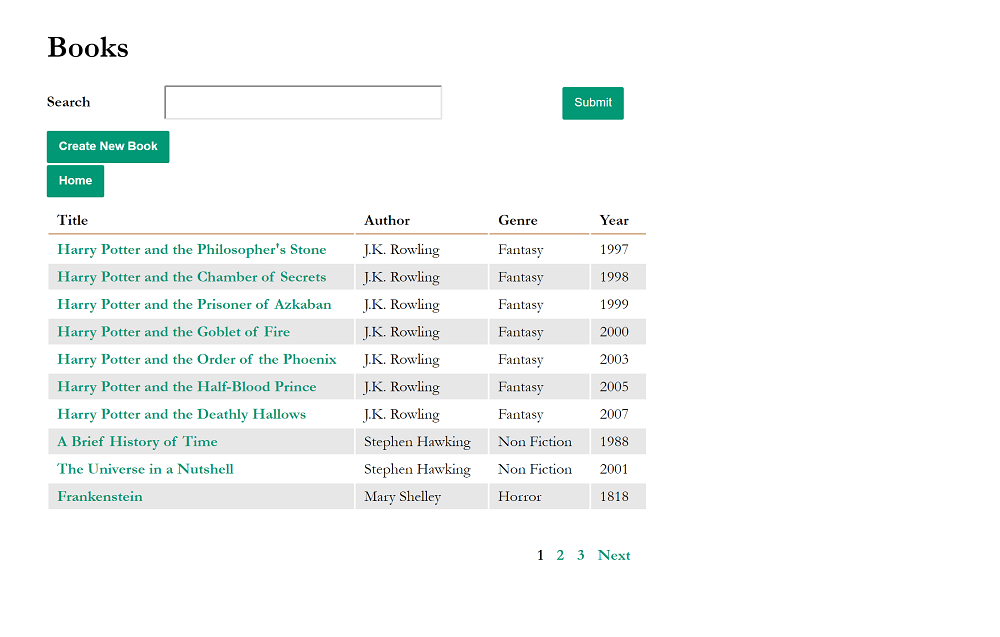 Books
Search Submit
Create New Book
Home
Title Author Genre Year
Harry Potter and the Philosopher's Stone J.K. Rowling Fantasy 1997
Harry Potter and the Chamber of Secrets J.K. Rowling Fantasy 1998
Harry Potter and the Prisoner of Azkaban J.K. Rowling Fantasy 1999
Harry Potter and the Goblet of Fire J.K. Rowling Fantasy 2000
Harry Potter and the Order of the Phoenix J.K. Rowling Fantasy 2003
Harry Potter and the Half-Blood Prince J.K. Rowling Fantasy 2005
Harry Potter and the Deathly Hallows J.K. Rowling Fantasy 2007
A Brief History of Time Stephen Hawking Non Fiction 1988
The Universe in a Nutshell Stephen Hawking Non Fiction 2001
Frankenstein Mary Shelley Horror 1818
1 2 3 Next